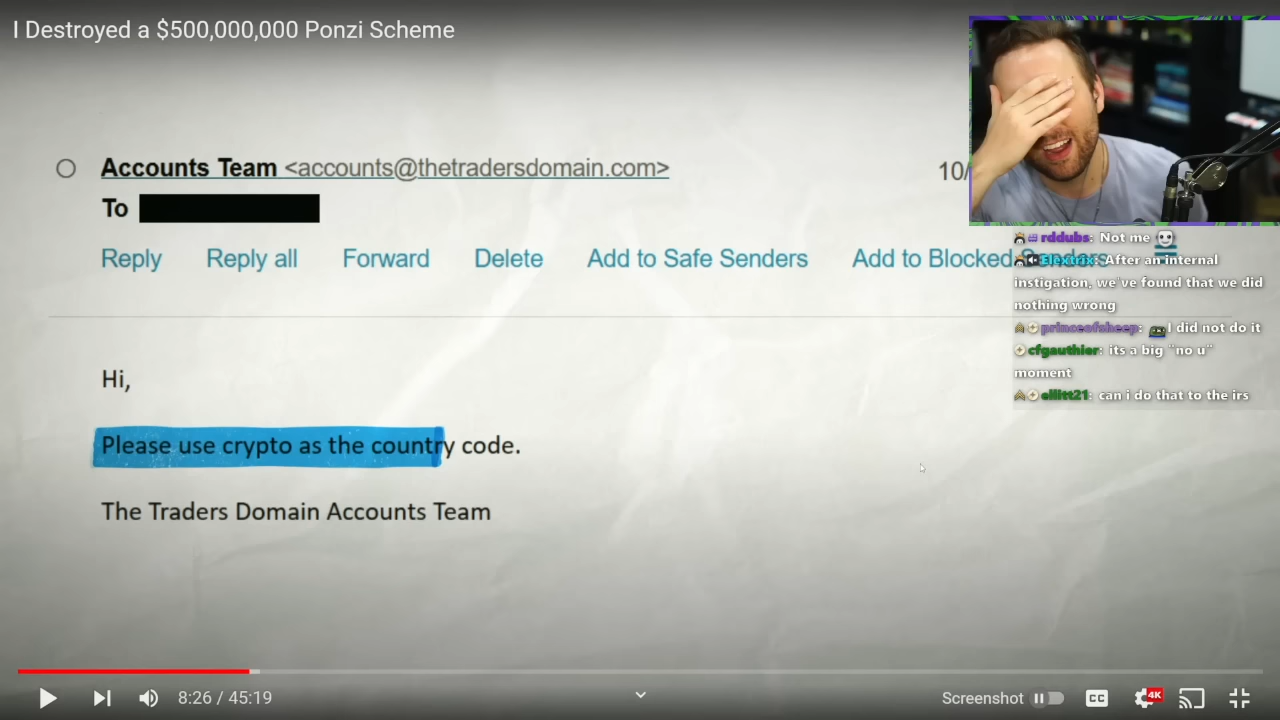 I Destroyed a $500,000,000 Ponzi Scheme
Accounts Team <accounts@thetradersdomain.com>
10/
To
Reply Reply all Forward Delete Add to Safe Senders Add to Blocked
rddubs: Not me
Elextrix: After an internal
instigation, we've found that we did
nothing wrong
princeofsheep: I did not do it
cfgauthier: its a big "no u"
moment
ellitt21: can i do that to the irs
Hi,
Please use crypto as the country code.
The Traders Domain Accounts Team
8:26 / 45:19
Screenshot
CC
4K